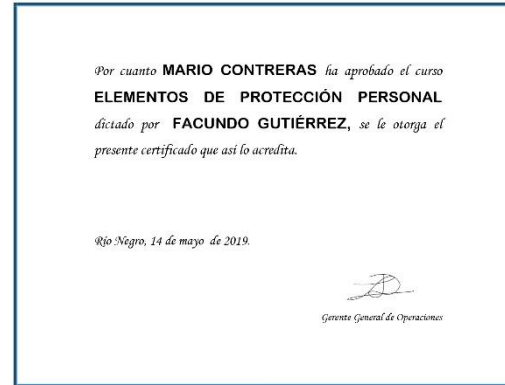 Por cuanto MARIO CONTRERAS ha aprobado el curso
ELEMENTOS DE PROTECCIÓN PERSONAL
dictado por FACUNDO GUTIÉRREZ, se le otorga el
presente certificado que así lo acredita.
Río Negro, 14 de mayo de 2019.
Gerente General de Operaciones